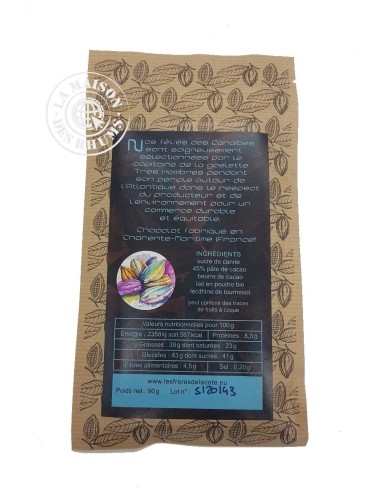 LA MAISON
DES RHUMS
Nos fèves des Caraïbes
sont soigneusement
sélectionnées par le
capitaine de la goélette
Tres Hombres pendant
son périple autour de
l'Atlantique dans le respect
du producteur et de
l'environnement pour un
commerce durable
et équitable.
Chocolat fabriqué en
Charente-Maritime (France)
INGRÉDIENTS
sucre de canne
45% pâte de cacao
beurre de cacao
lait en poudre bio
lécithine de tournesol
peut contenir des traces
de fruits à coque
Valeurs nutritionnelles pour 100g
Energie : 2358kj soit 567kcal Protéines : 8,5g
Graisses : 39g dont saturées : 23g
Glucides : 43g dont sucres : 41g
Fibres alimentaires : 4,5g Sel : 0,20g
www.lesfreresdelacote.eu
Poids net : 90g Lot n° : S120143